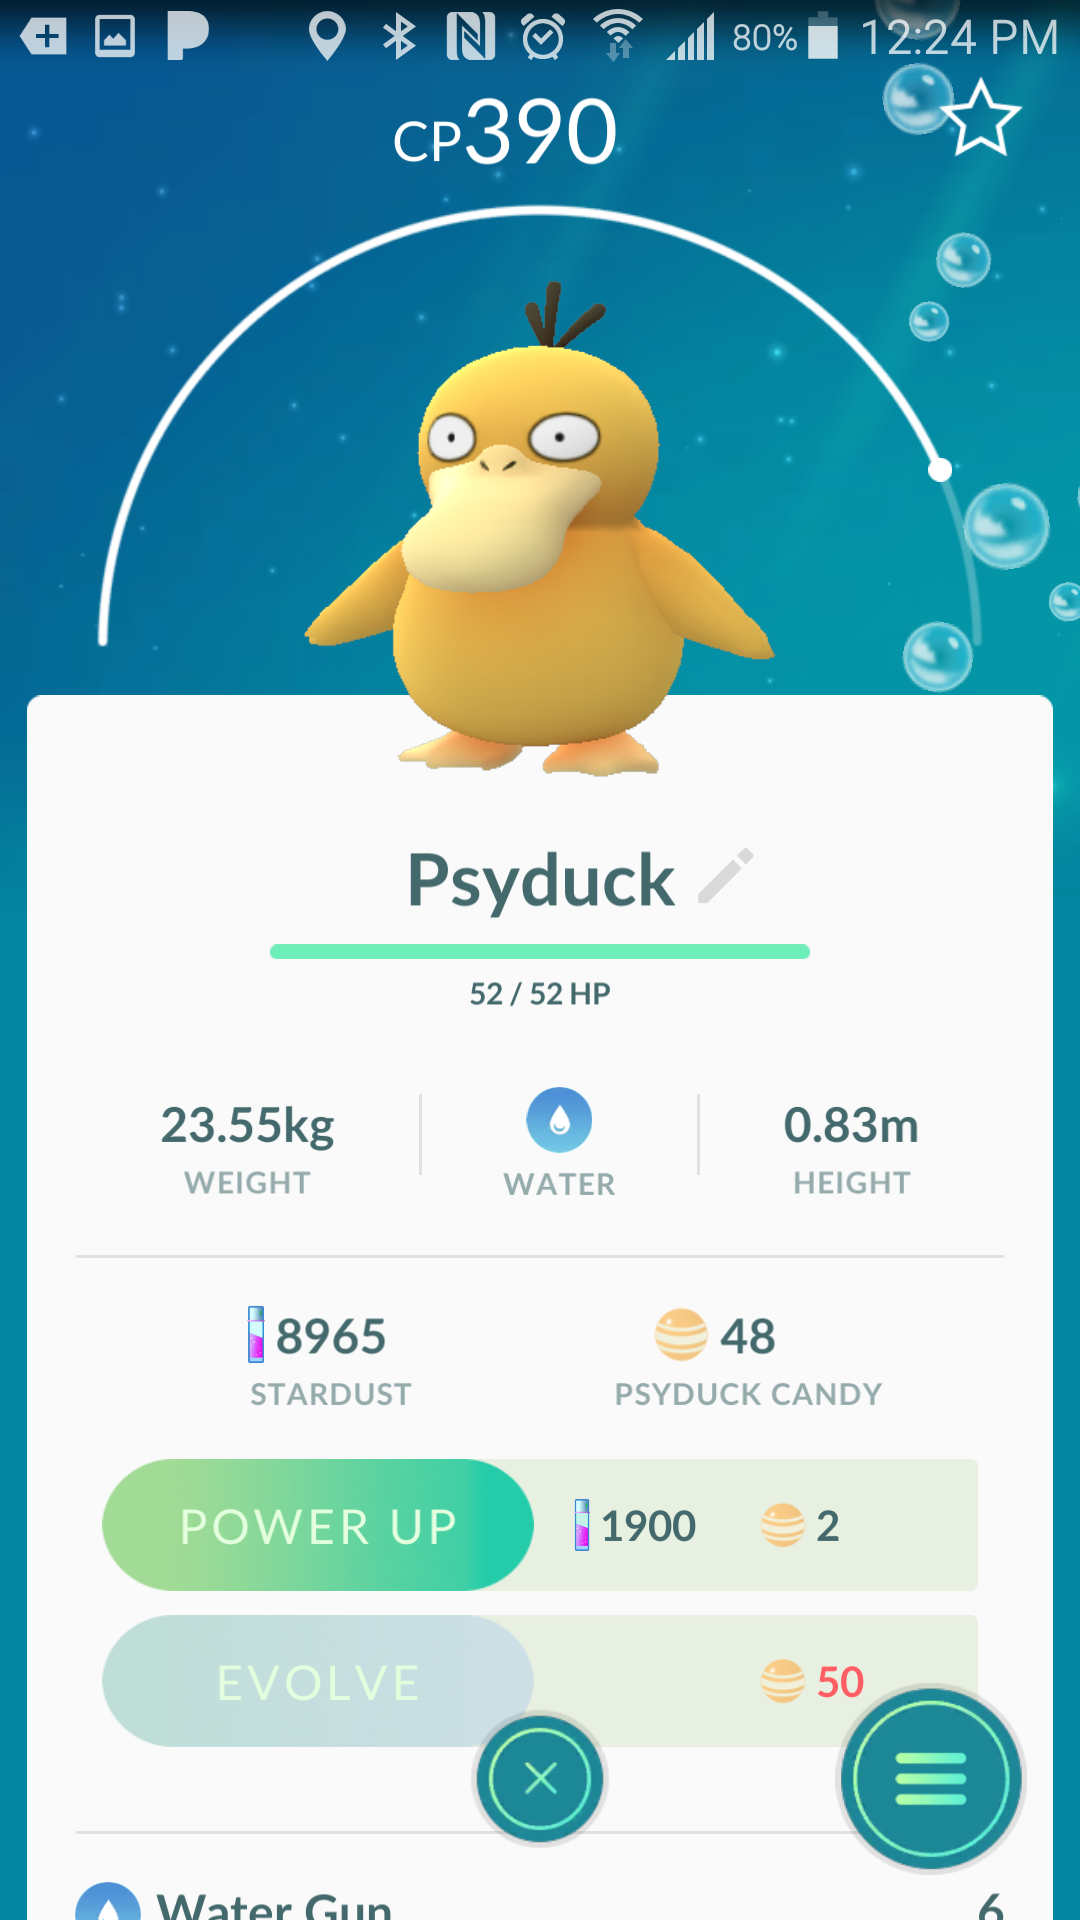 80% 12:24 PM
CP390
Psyduck
52 / 52 HP
23.55kg
WEIGHT
WATER
0.83m
HEIGHT
8965
STARDUST
48
PSYDUCK CANDY
POWER UP 1900 2
EVOLVE 50
Water Gun 6